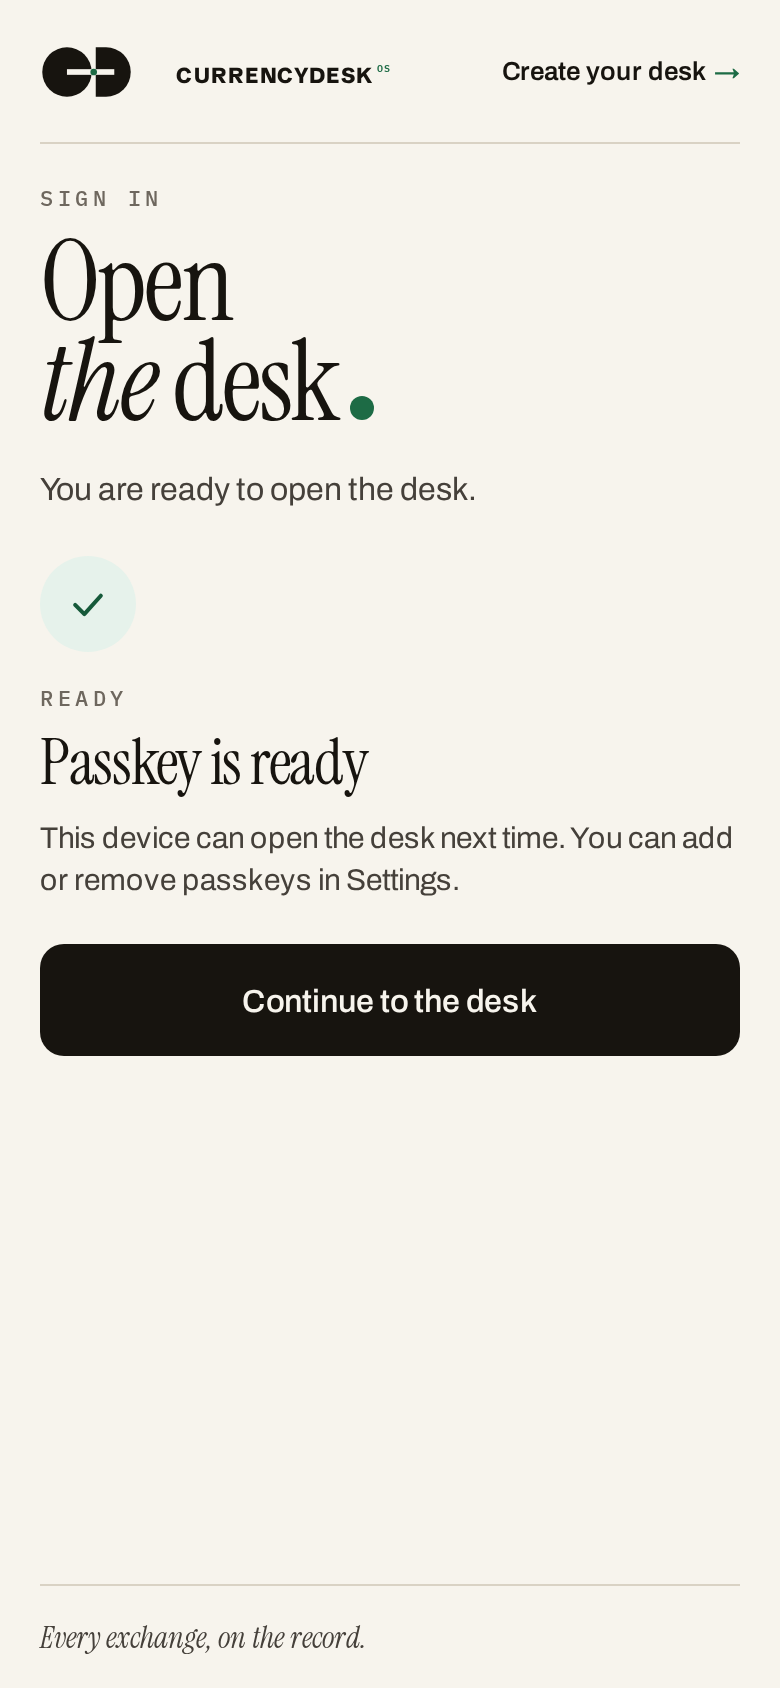 CURRENCYDESK OS
Create your desk →
SIGN IN
Open
the desk.
You are ready to open the desk.
READY
Passkey is ready
This device can open the desk next time. You can add
or remove passkeys in Settings.
Continue to the desk
Every exchange, on the record.